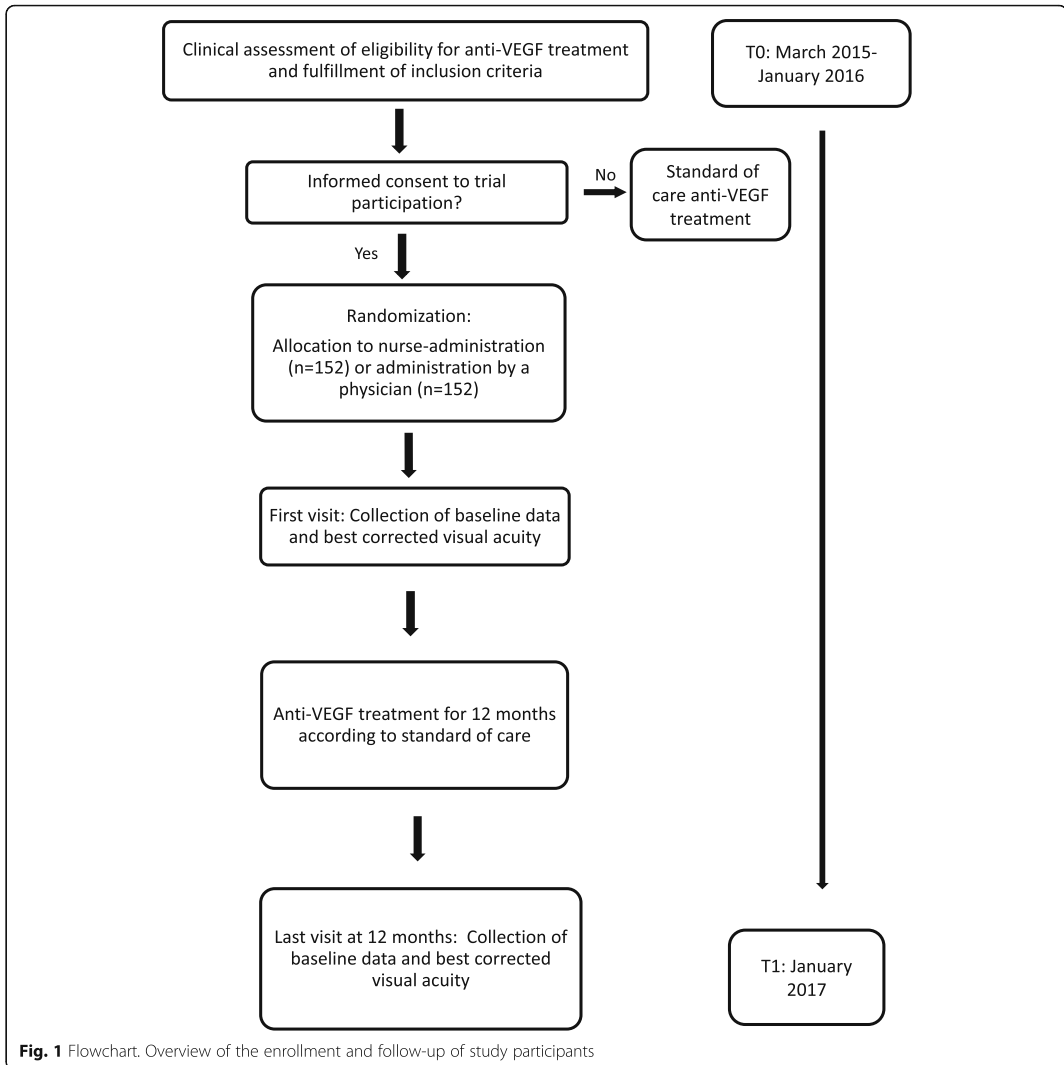 Clinical assessment of eligibility for anti-VEGF treatment
and fulfillment of inclusion criteria
T0: March 2015-
January 2016
Informed consent to trial
participation?
No
Standard of
care anti-VEGF
treatment
Yes
Randomization:
Allocation to nurse-administration
(n=152) or administration by a
physician (n=152)
First visit: Collection of baseline data
and best corrected visual acuity
Anti-VEGF treatment for 12 months
according to standard of care
Last visit at 12 months:  Collection of
baseline data and best corrected
visual acuity
T1: January
2017
Fig. 1 Flowchart. Overview of the enrollment and follow-up of study participants